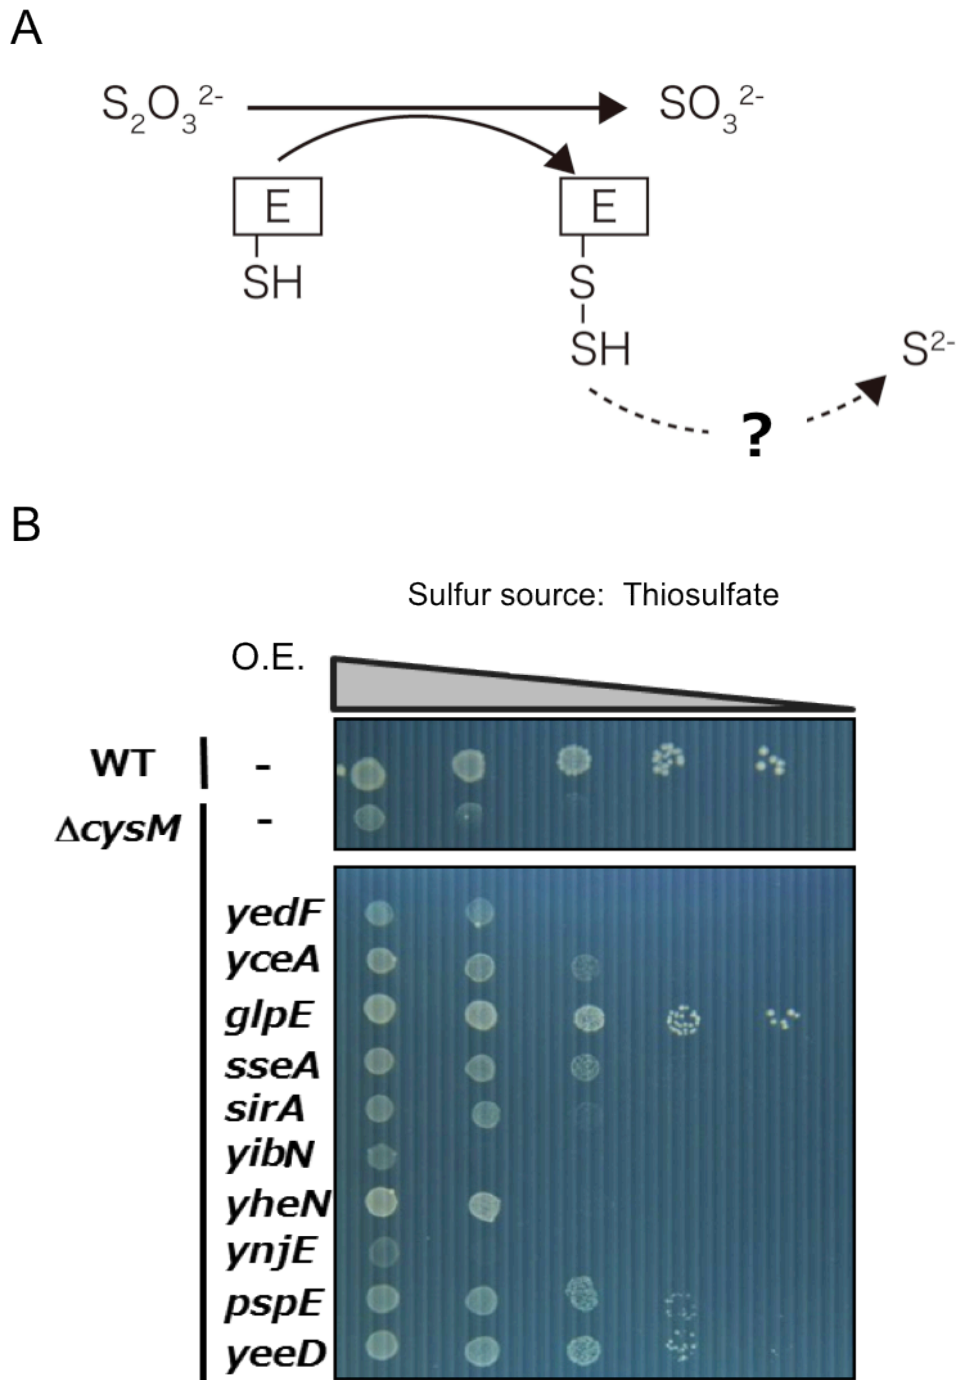 A
S₂O₃²⁻ SO₃²⁻
E E
SH S
SH S²⁻
?
B
Sulfur source: Thiosulfate
O.E.
WT -
ΔcysM -
yedF
yceA
glpE
sseA
sirA
yibN
yheN
ynjE
pspE
yeeD